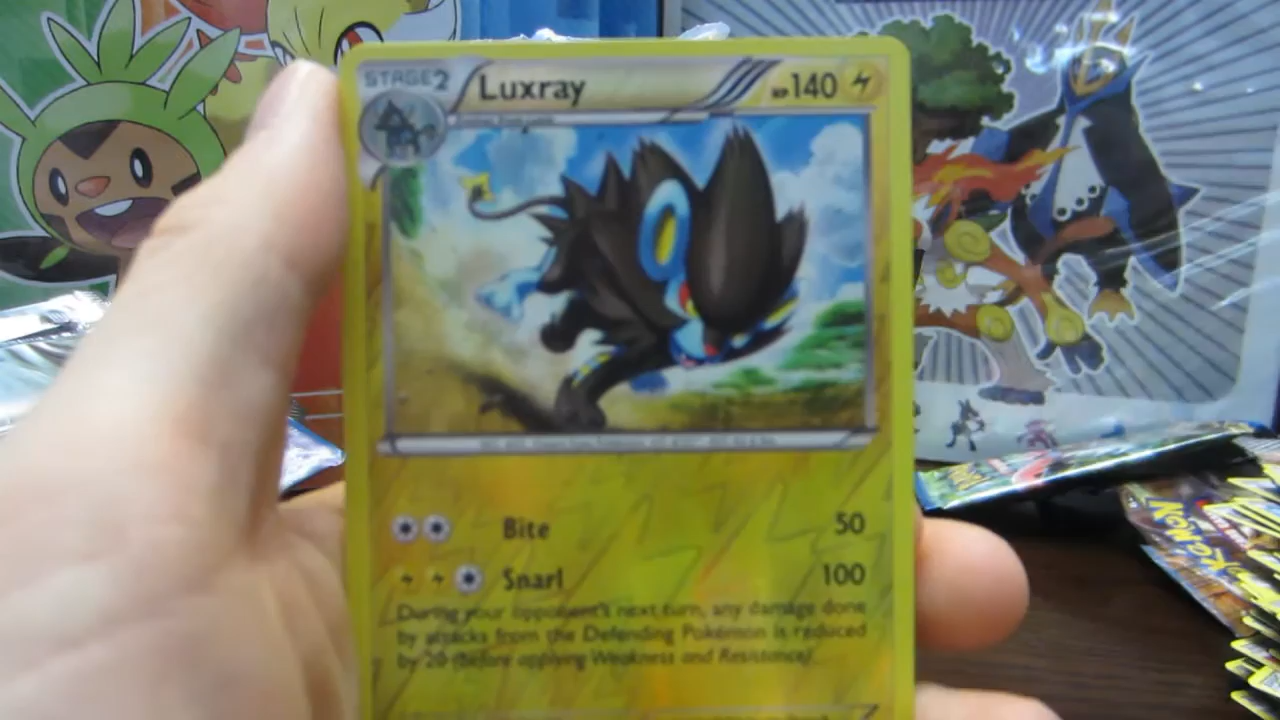 STAGE2
Luxray
HP140
Bite 50
Snarl 100
During your opponent's next turn, any damage done
by attacks from the Defending Pokémon is reduced
by 20 (before applying Weakness and Resistance).
POKéMON